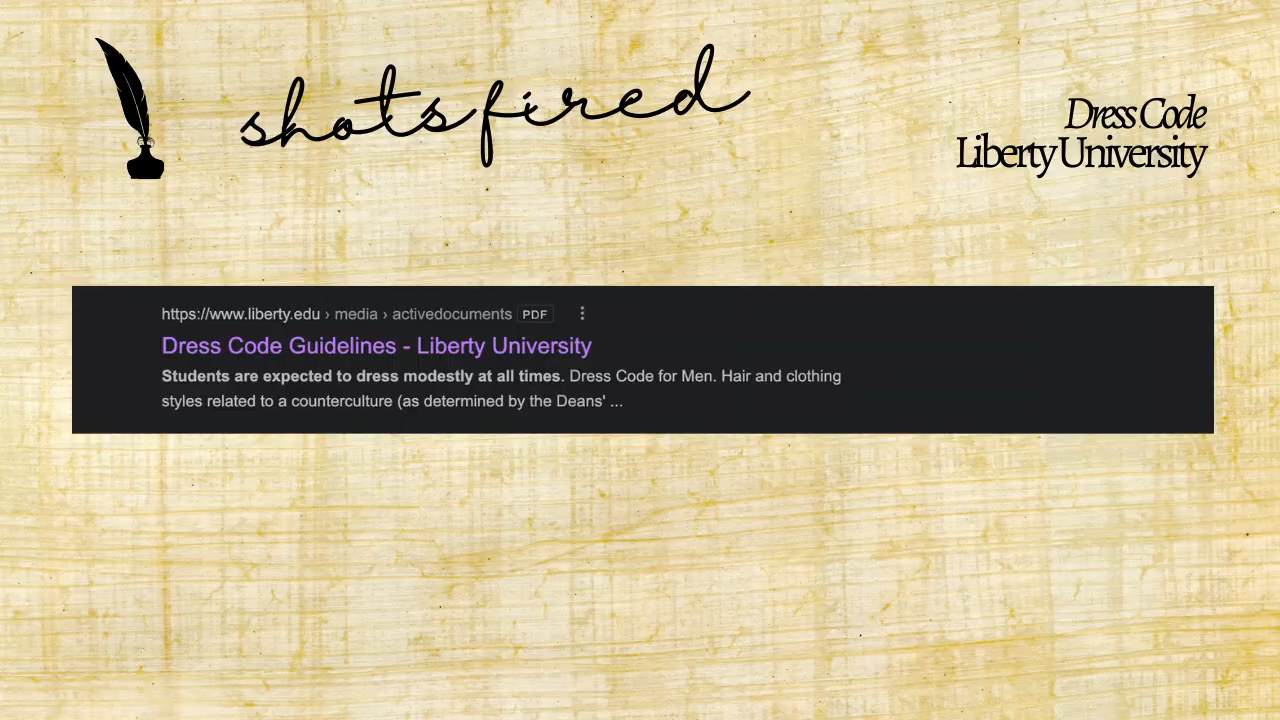 shots fired
Dress Code
Liberty University
https://www.liberty.edu › media › activedocuments PDF
Dress Code Guidelines - Liberty University
Students are expected to dress modestly at all times. Dress Code for Men. Hair and clothing
styles related to a counterculture (as determined by the Deans' ...